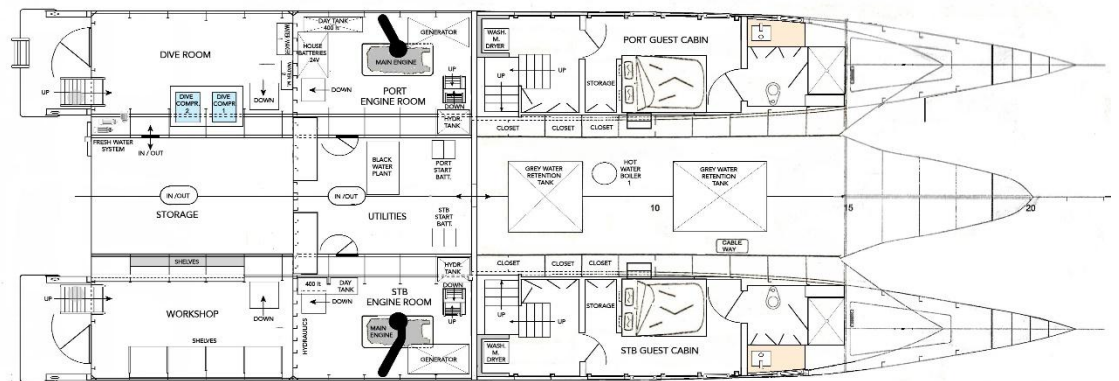 DAY TANK
400 lt
GENERATOR
HOUSE
BATTERIES
24V
MAIN ENGINE
WASH.
M.
DRYER
UP
PORT GUEST CABIN
DIVE ROOM
STORAGE
UP
DIVE
COMPR.
2
DIVE
COMPR.
1
DOWN
DOWN
PORT
ENGINE ROOM
UP
DOWN
HYDR.
TANK
CLOSET
CLOSET
CLOSET
FRESH WATER
SYSTEM
IN / OUT
BLACK
WATER
PLANT
PORT
START
BATT.
GREY WATER
RETENTION
TANK
HOT
WATER
BOILER
1
GREY WATER
RETENTION
TANK
IN /OUT
IN /OUT
STORAGE
UTILITIES
STB
START
BATT.
10
15
20
CABLE
WAY
SHELVES
HYDR.
TANK
CLOSET
CLOSET
CLOSET
UP
400 lt
DAY
TANK
DOWN
STB
ENGINE ROOM
DOWN
UP
STORAGE
UP
WORKSHOP
DOWN
HYDRAULICS
MAIN
ENGINE
SHELVES
GENERATOR
WASH.
M.
DRYER
STB GUEST CABIN